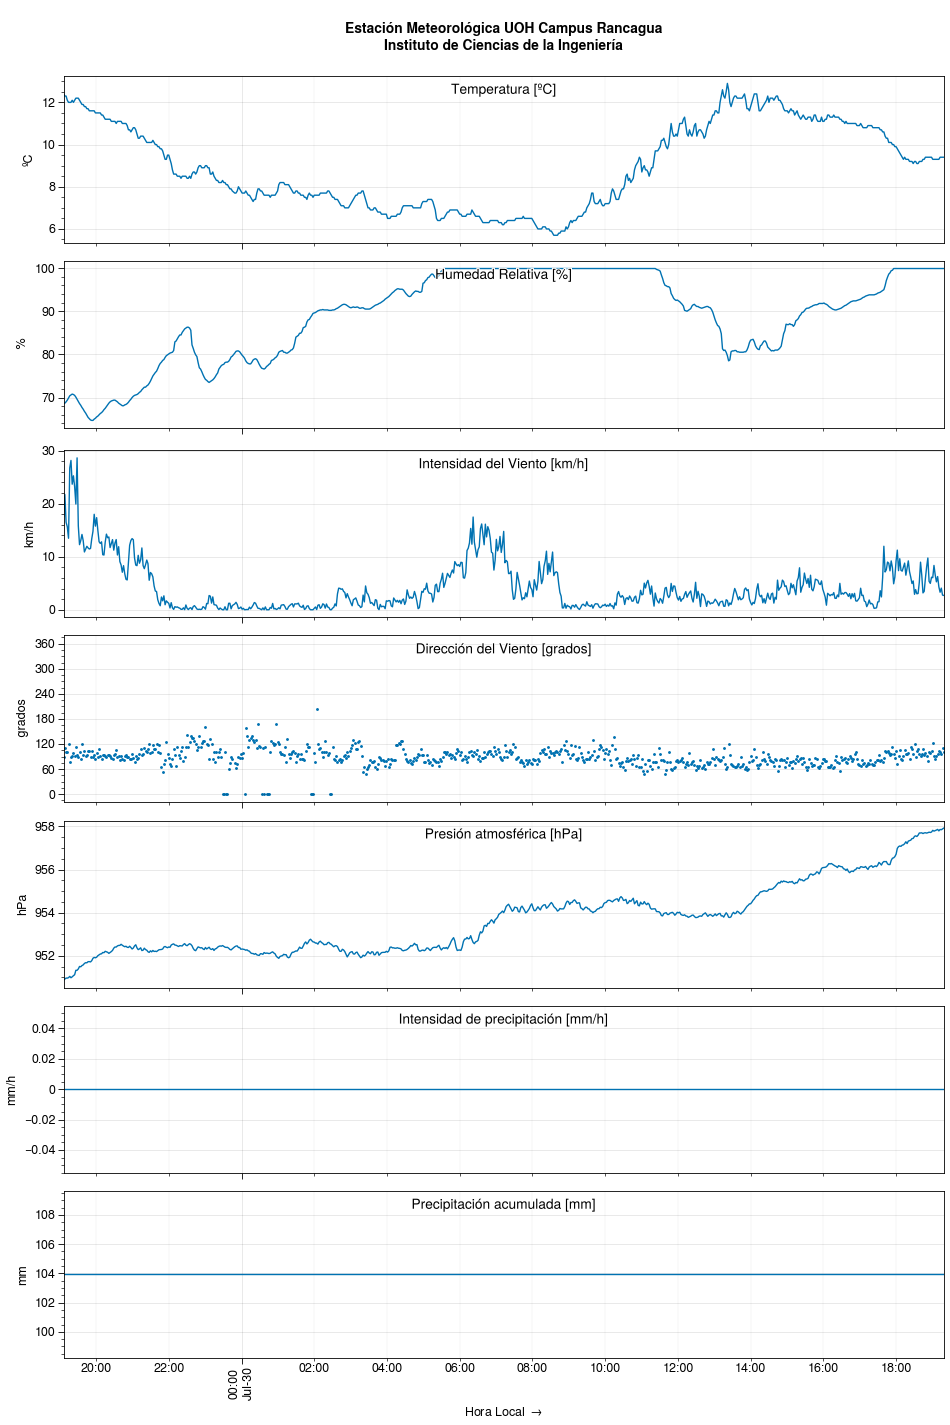 Estación Meteorológica UOH Campus Rancagua
Instituto de Ciencias de la Ingeniería
Temperatura [ºC]
12
10
8
6
ºC
Humedad Relativa [%]
100
90
80
70
%
Intensidad del Viento [km/h]
30
20
10
0
km/h
Dirección del Viento [grados]
360
300
240
180
120
60
0
grados
Presión atmosférica [hPa]
958
956
954
952
hPa
Intensidad de precipitación [mm/h]
0.04
0.02
0
−0.02
−0.04
mm/h
Precipitación acumulada [mm]
108
106
104
102
100
mm
20:00 22:00 00:00 02:00 04:00 06:00 08:00 10:00 12:00 14:00 16:00 18:00
Jul-30
Hora Local →